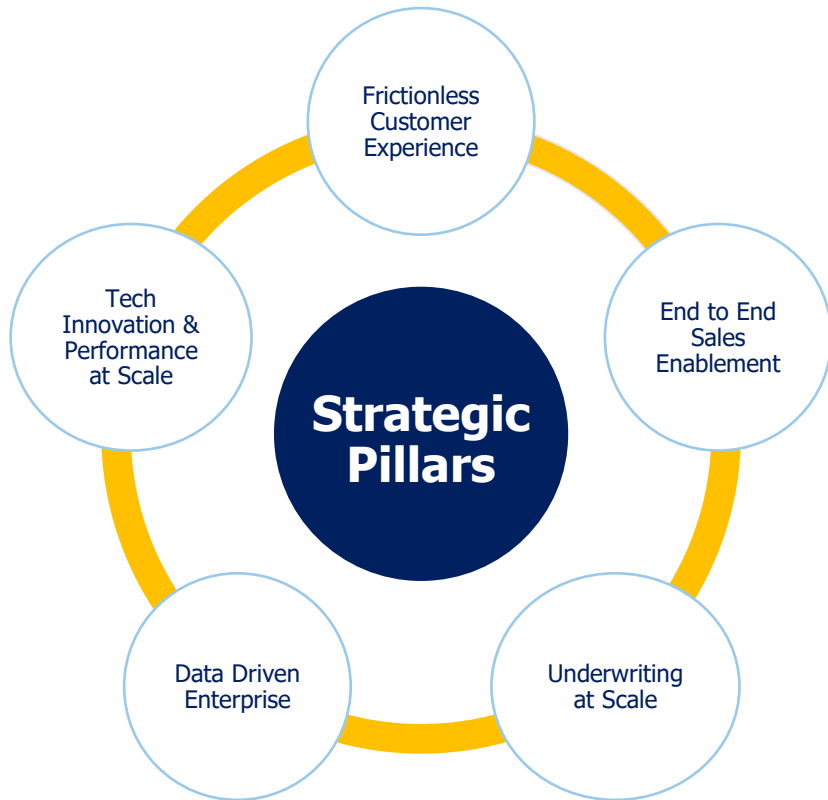 Frictionless
Customer
Experience
Tech
Innovation &
Performance
at Scale
End to End
Sales
Enablement
Strategic
Pillars
Data Driven
Enterprise
Underwriting
at Scale